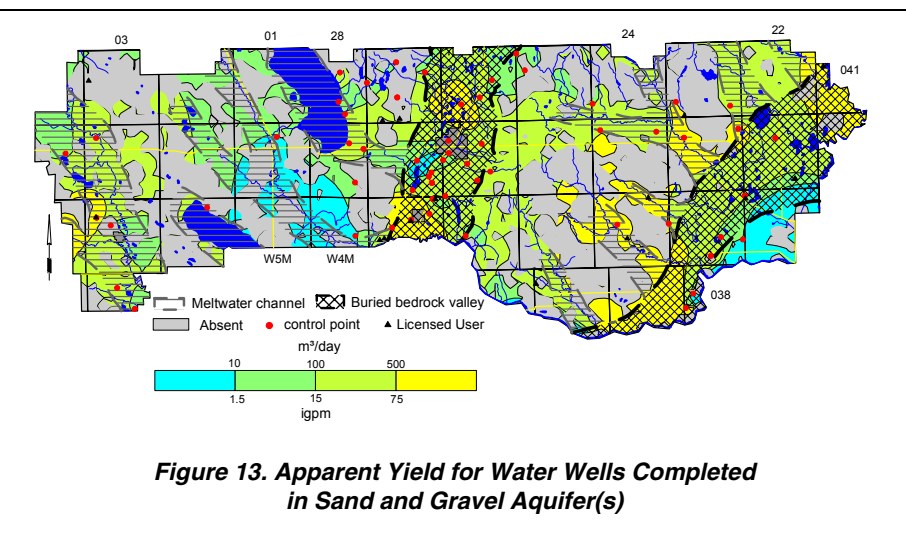 03 01 28 24 22
041
W5M W4M
038
Meltwater channel Buried bedrock valley
Absent control point Licensed User
m³/day
10 100 500
1.5 15 75
igpm
Figure 13. Apparent Yield for Water Wells Completed
in Sand and Gravel Aquifer(s)